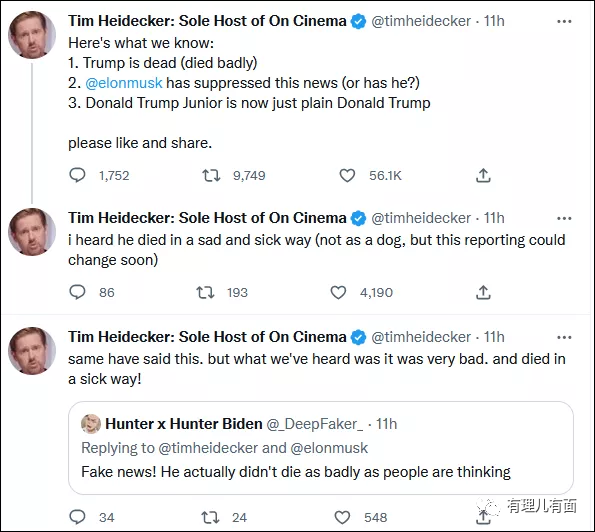 Tim Heidecker: Sole Host of On Cinema @timheidecker · 11h
Here's what we know:
1. Trump is dead (died badly)
2. @elonmusk has suppressed this news (or has he?)
3. Donald Trump Junior is now just plain Donald Trump
please like and share.
1,752 9,749 56.1K
Tim Heidecker: Sole Host of On Cinema @timheidecker · 11h
i heard he died in a sad and sick way (not as a dog, but this reporting could
change soon)
86 193 4,190
Tim Heidecker: Sole Host of On Cinema @timheidecker · 11h
same have said this. but what we've heard was it was very bad. and died in
a sick way!
Hunter x Hunter Biden @_DeepFaker_ · 11h
Replying to @timheidecker and @elonmusk
Fake news! He actually didn't die as badly as people are thinking
34 24 548
有理儿有面